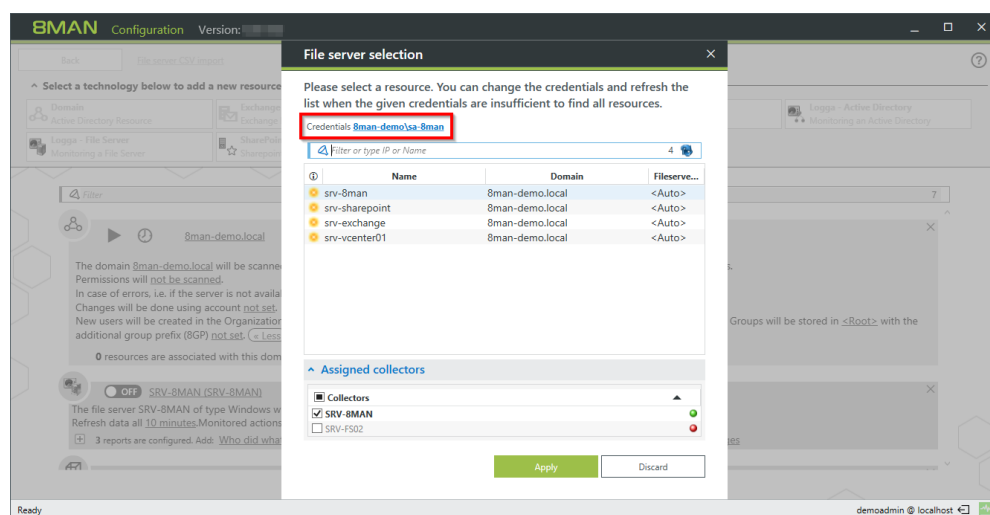 8MAN Configuration Version:
Back File server CSV import
Select a technology below to add a new resource
Domain
Active Directory Resource
Exchange
Exchange
Logga - Active Directory
Monitoring an Active Directory
Logga - File Server
Monitoring a File Server
SharePoin
Sharepoin
Filter ?
8man-demo.local
The domain 8man-demo.local will be scanne
Permissions will not be scanned.
In case of errors, i.e. if the server is not availa
Changes will be done using account not set.
New users will be created in the Organization
Groups will be stored in <Root> with the
additional group prefix (8GP) not set. (« Less
0 resources are associated with this dom
OFF SRV-8MAN (SRV-8MAN)
The file server SRV-8MAN of type Windows w
Refresh data all 10 minutes.Monitored actions
3 reports are configured. Add: Who did wha
File server selection
Please select a resource. You can change the credentials and refresh the
list when the given credentials are insufficient to find all resources.
Credentials 8man-demo\sa-8man
Filter or type IP or Name 4
Name Domain Fileserve...
srv-8man 8man-demo.local <Auto>
srv-sharepoint 8man-demo.local <Auto>
srv-exchange 8man-demo.local <Auto>
srv-vcenter01 8man-demo.local <Auto>
Assigned collectors
Collectors
SRV-8MAN
SRV-FS02
Apply Discard
Ready demoadmin @ localhost